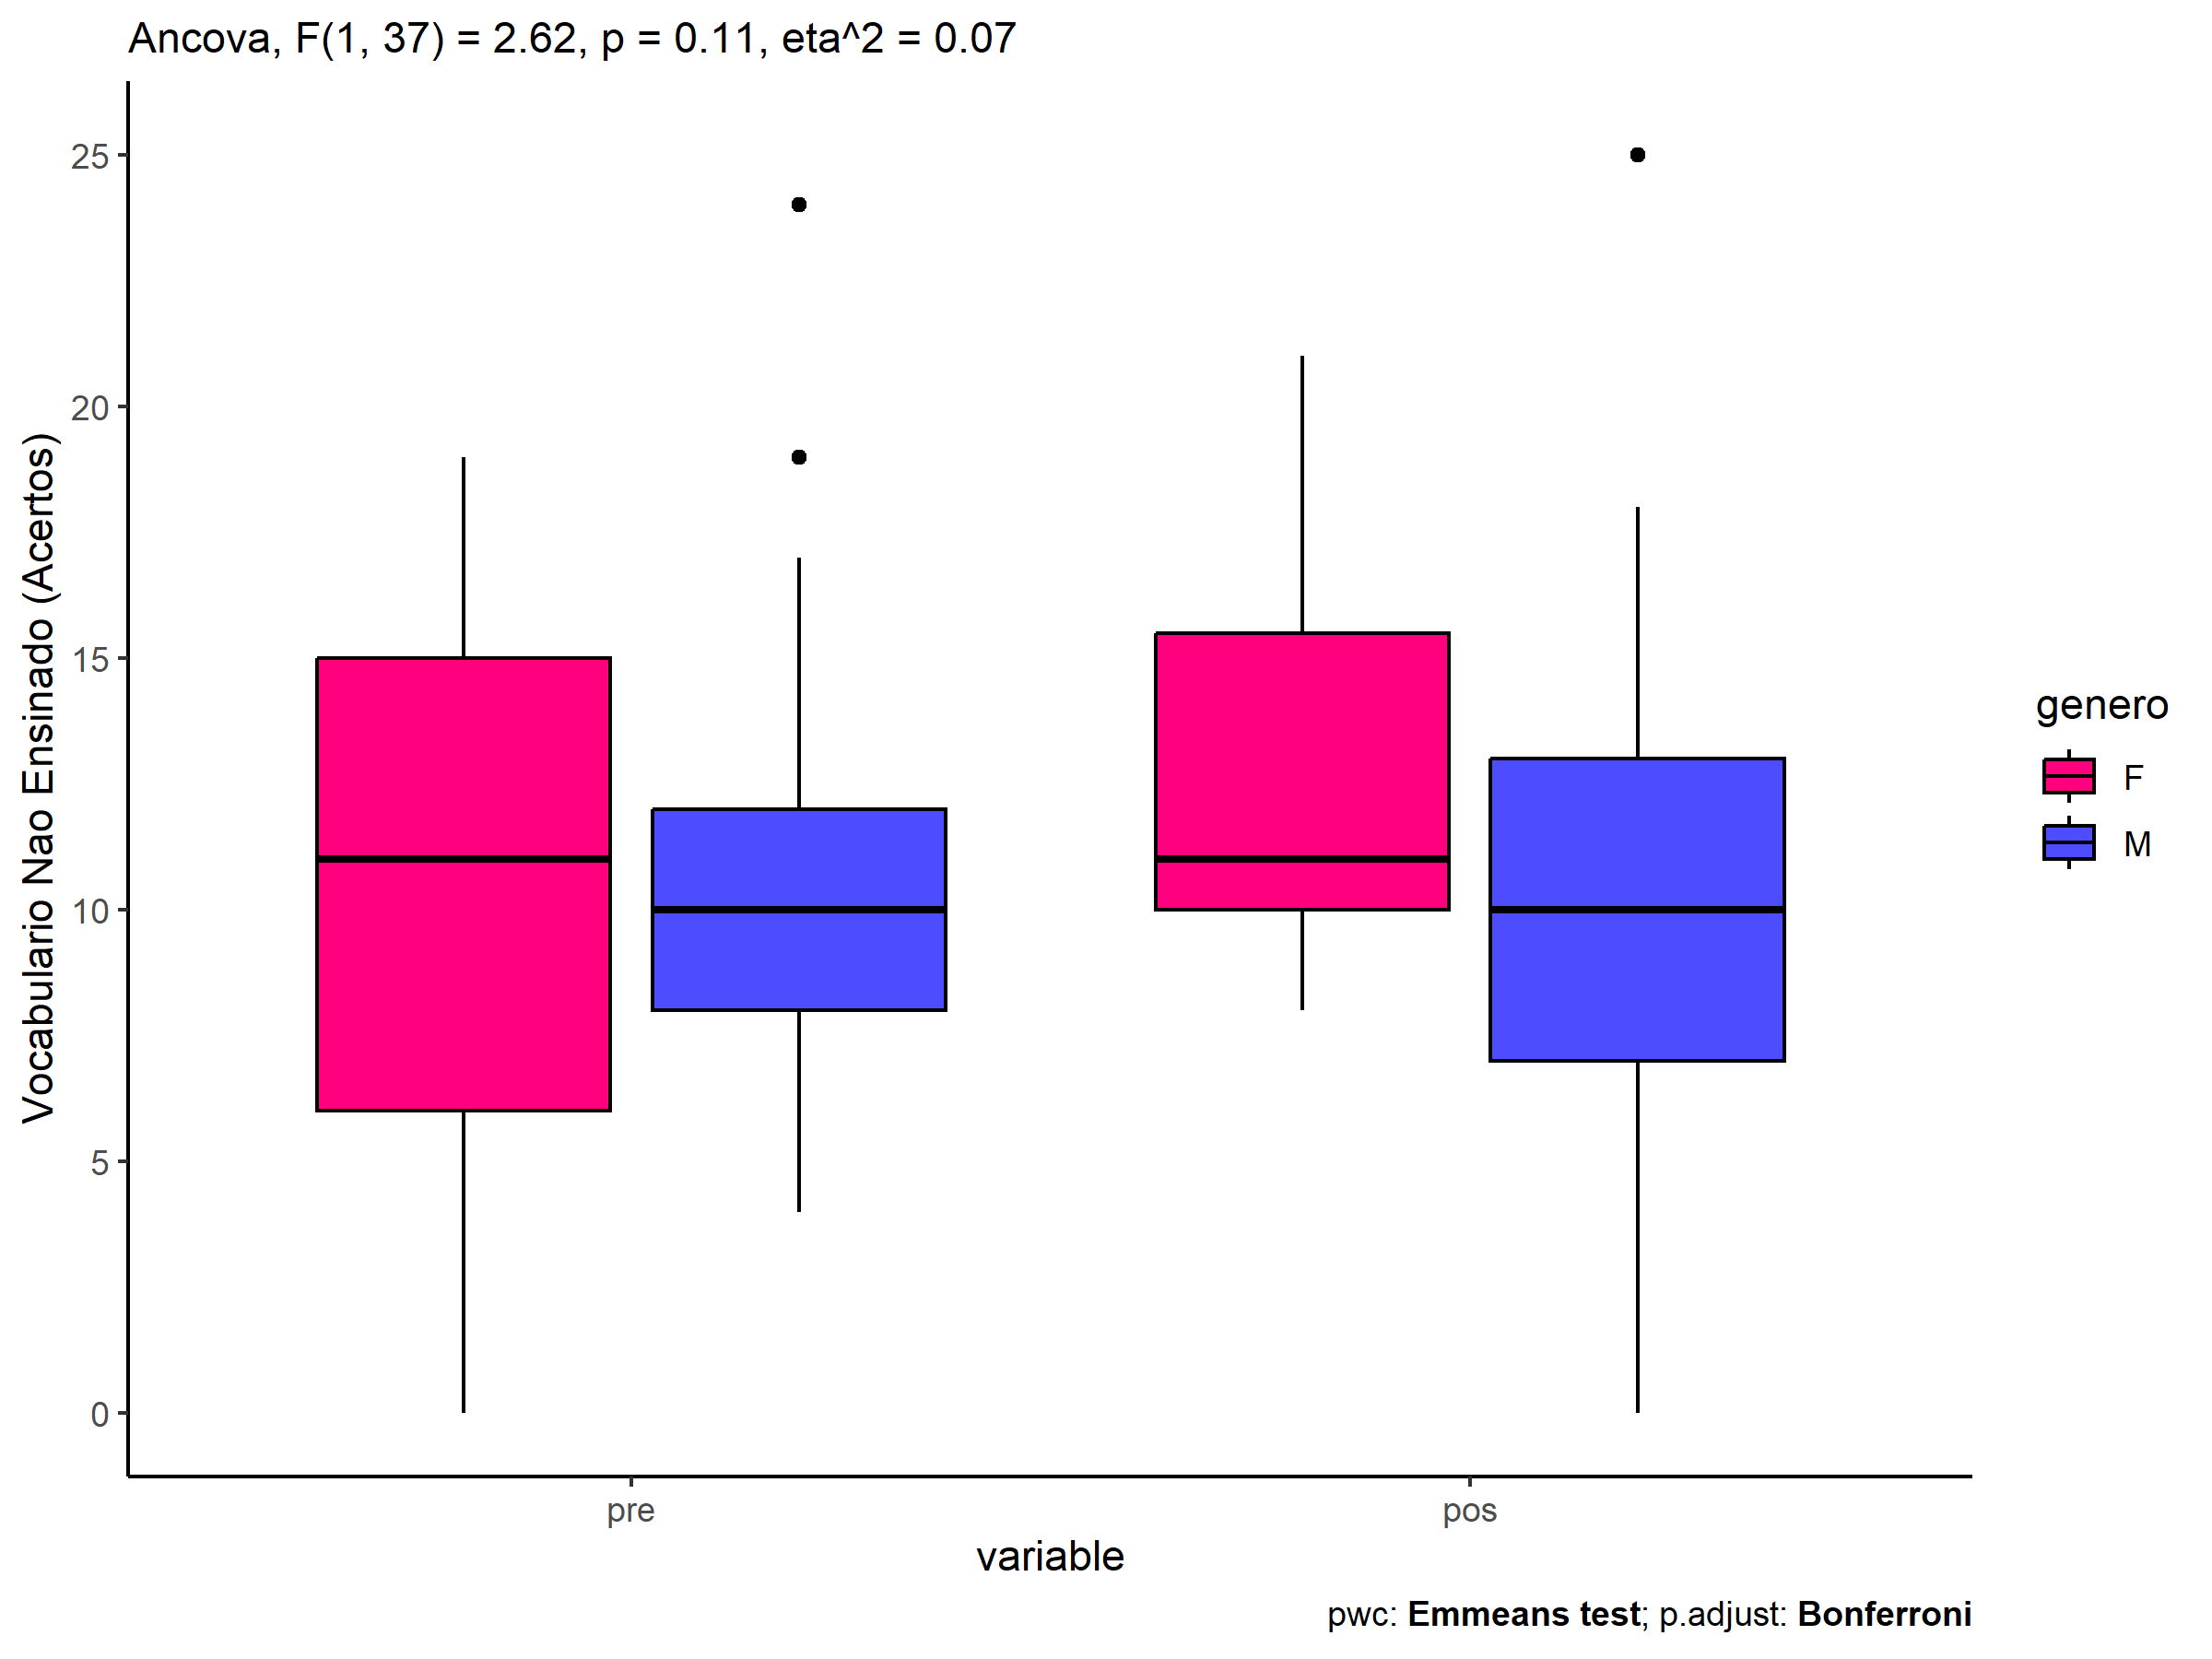 Ancova, F(1, 37) = 2.62, p = 0.11, eta^2 = 0.07
Vocabulario Nao Ensinado (Acertos)
25
20
15
10
5
0
pre
pos
variable
genero
F
M
pwc: Emmeans test; p.adjust: Bonferroni